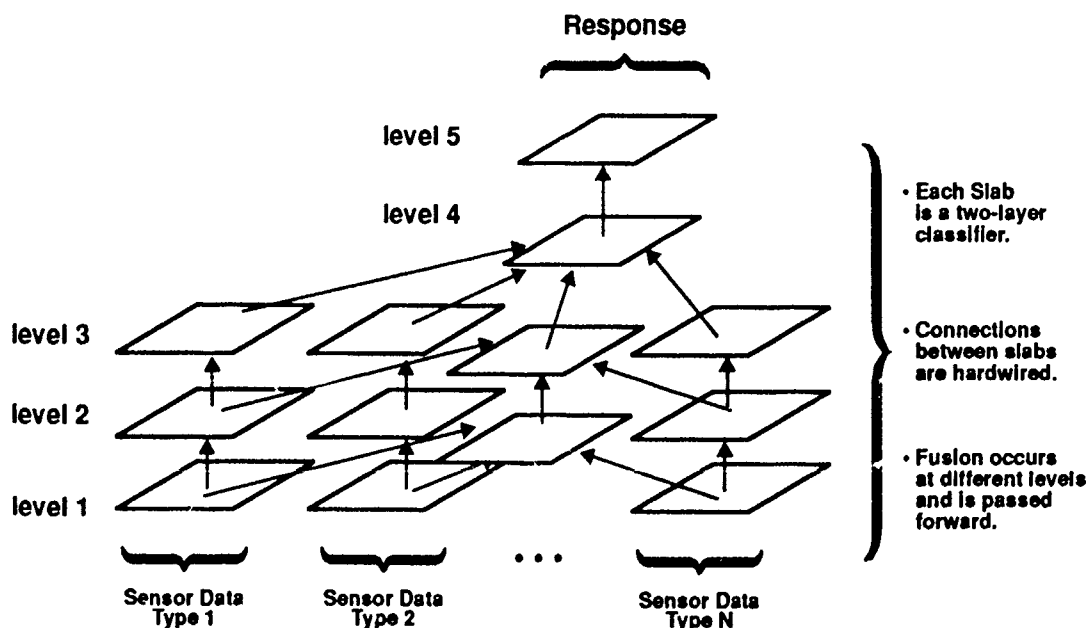 Response
level 5
level 4
level 3
level 2
level 1
• Each Slab
is a two-layer
classifier.
• Connections
between slabs
are hardwired.
• Fusion occurs
at different levels
and is passed
forward.
Sensor Data
Type 1
Sensor Data
Type 2
• • •
Sensor Data
Type N